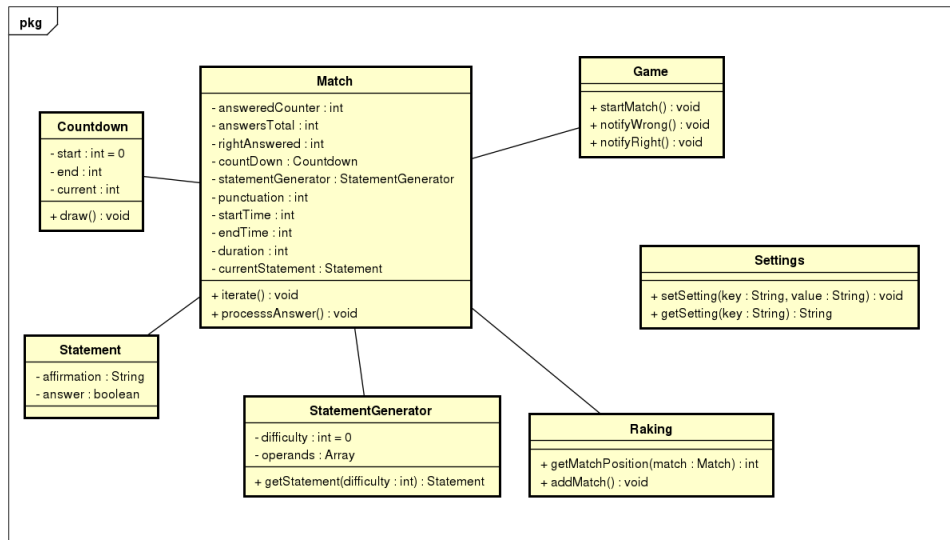 pkg
Match
- answeredCounter : int
- answersTotal : int
- rightAnswered : int
- countDown : Countdown
- statementGenerator : StatementGenerator
- punctuation : int
- startTime : int
- endTime : int
- duration : int
- currentStatement : Statement
+ iterate() : void
+ processsAnswer() : void
Game
+ startMatch() : void
+ notifyWrong() : void
+ notifyRight() : void
Countdown
- start : int = 0
- end : int
- current : int
+ draw() : void
Settings
+ setSetting(key : String, value : String) : void
+ getSetting(key : String) : String
Statement
- affirmation : String
- answer : boolean
StatementGenerator
- difficulty : int = 0
- operands : Array
+ getStatement(difficulty : int) : Statement
Raking
+ getMatchPosition(match : Match) : int
+ addMatch() : void